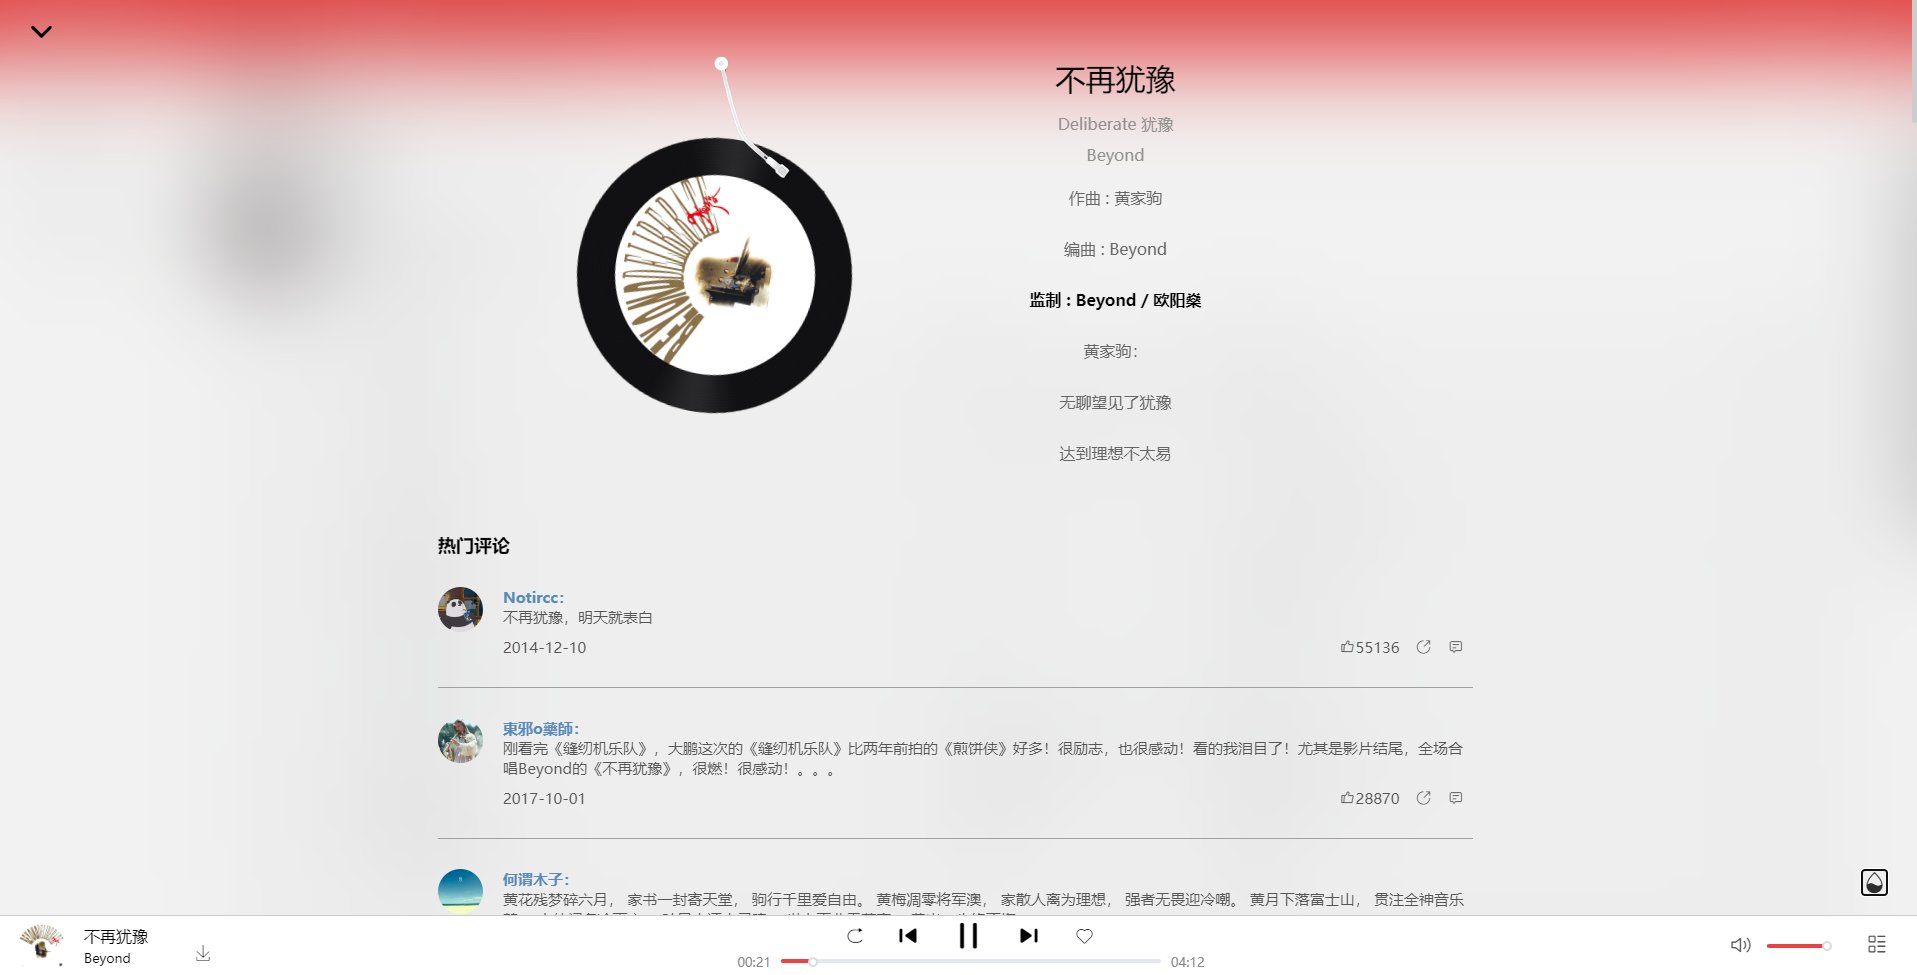 不再犹豫
Deliberate 犹豫
Beyond
作曲 : 黄家驹
编曲 : Beyond
监制 : Beyond / 欧阳燊
黄家驹：
无聊望见了犹豫
达到理想不太易
热门评论
Notircc：
不再犹豫，明天就表白
2014-12-10
55136
東邪o藥師：
刚看完《缝纫机乐队》，大鹏这次的《缝纫机乐队》比两年前拍的《煎饼侠》好多！很励志，也很感动！看的我泪目了！尤其是影片结尾，全场合
唱Beyond的《不再犹豫》，很燃！很感动！。。。
2017-10-01
28870
何谓木子：
黄花残梦碎六月， 家书一封寄天堂， 驹行千里爱自由。 黄梅凋零将军澳， 家散人离为理想， 强者无畏迎冷嘲。 黄月下落富士山， 贯注全神音乐
不再犹豫
Beyond
00:21
04:12